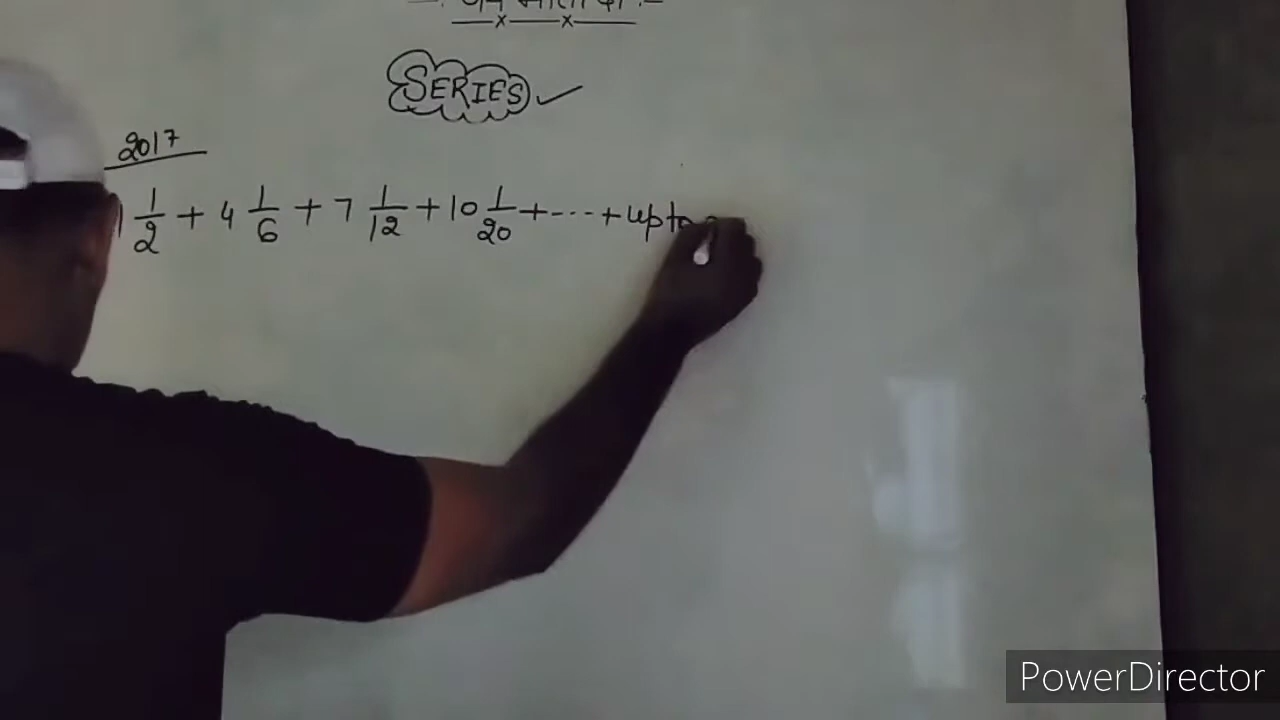 SERIES
2017
1 1/2 + 4 1/6 + 7 1/12 + 10 1/20 + --- + upto
PowerDirector